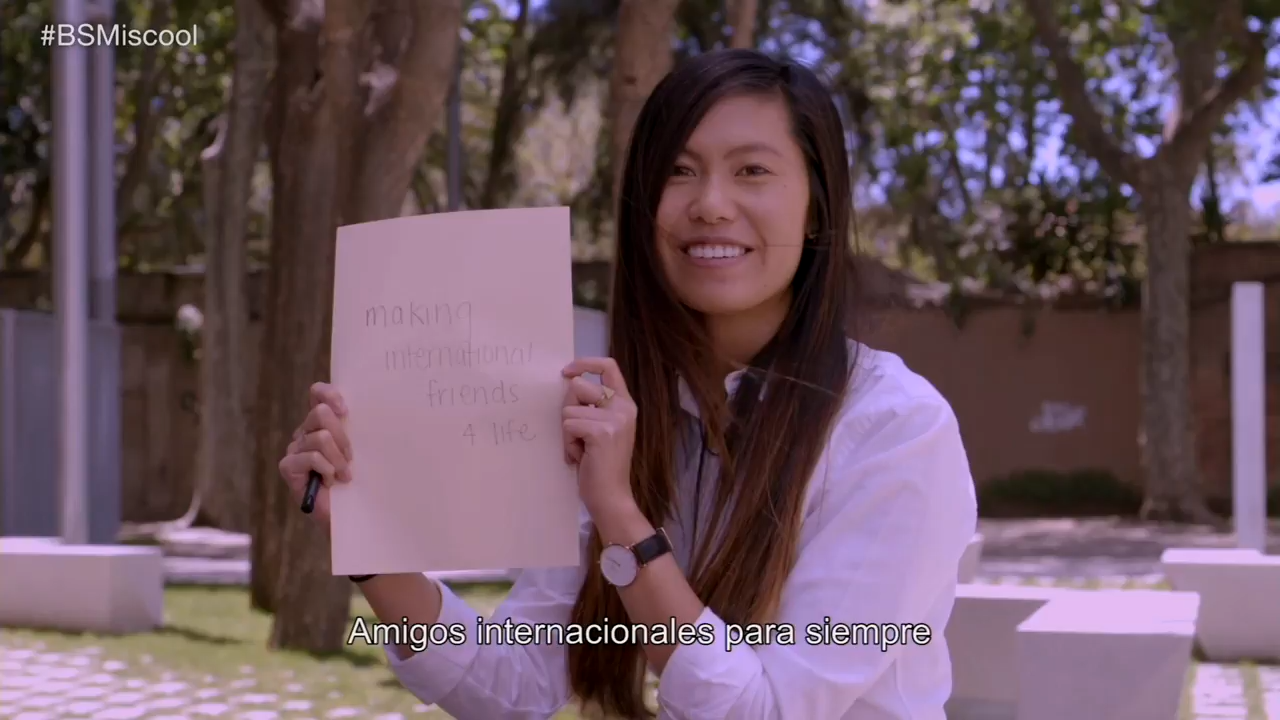 #BSMiscool
making
international
friends
4 life
Amigos internacionales para siempre